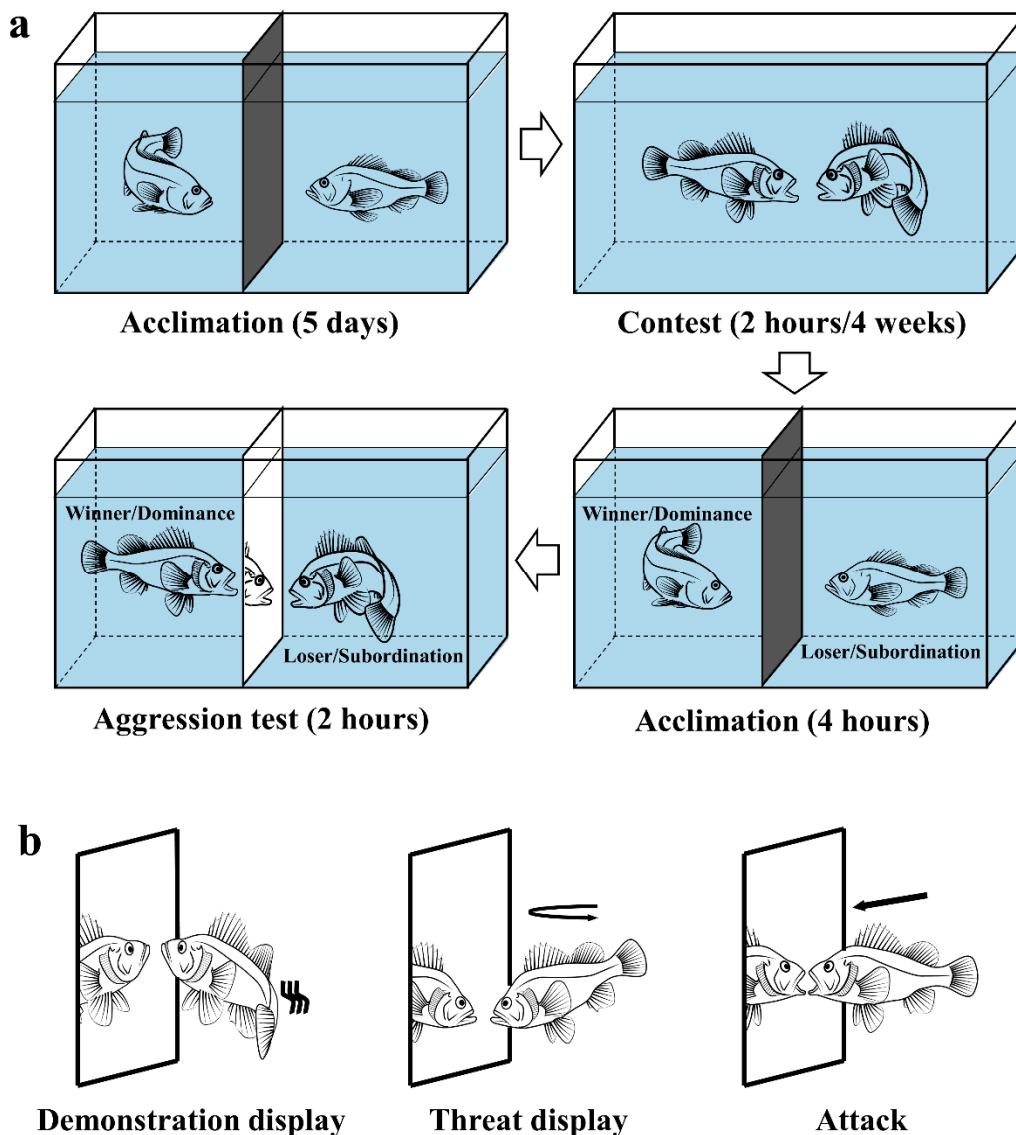 a
Acclimation (5 days)
Contest (2 hours/4 weeks)
Winner/Dominance
Loser/Subordination
Aggression test (2 hours)
Winner/Dominance
Loser/Subordination
Acclimation (4 hours)
b
Demonstration display
Threat display
Attack